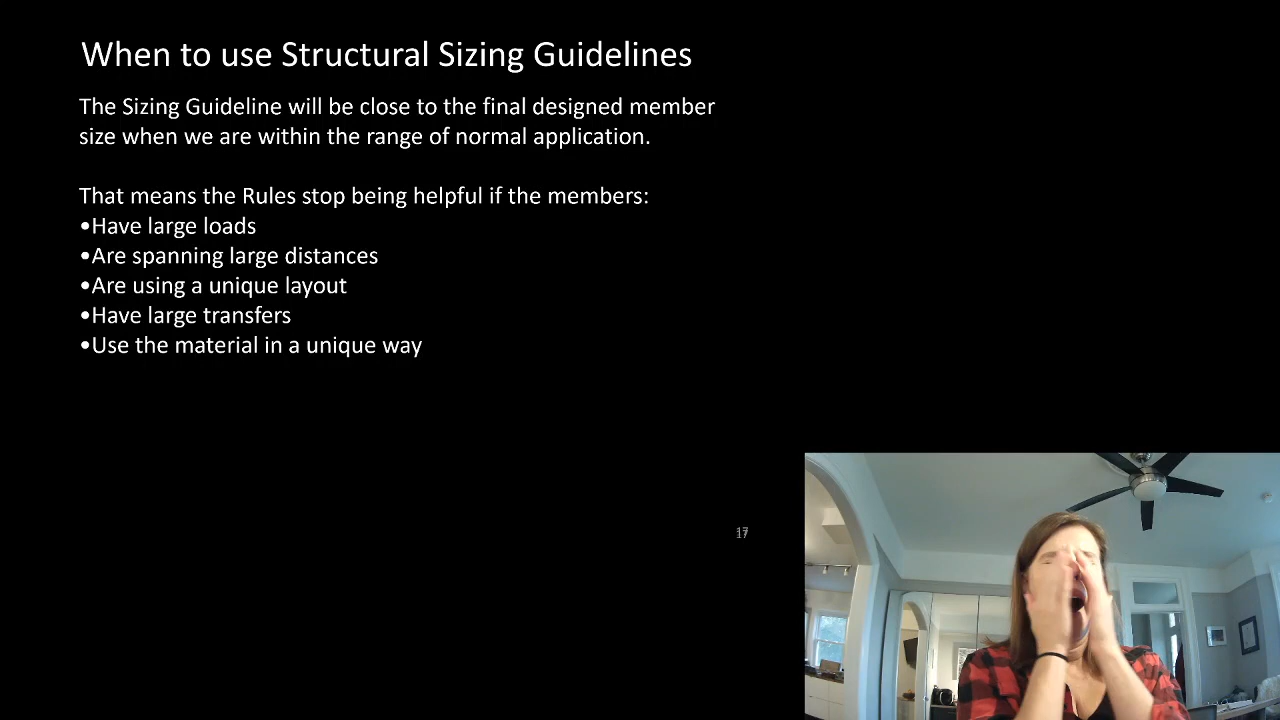 When to use Structural Sizing Guidelines
The Sizing Guideline will be close to the final designed member
size when we are within the range of normal application.
That means the Rules stop being helpful if the members:
•Have large loads
•Are spanning large distances
•Are using a unique layout
•Have large transfers
•Use the material in a unique way
17